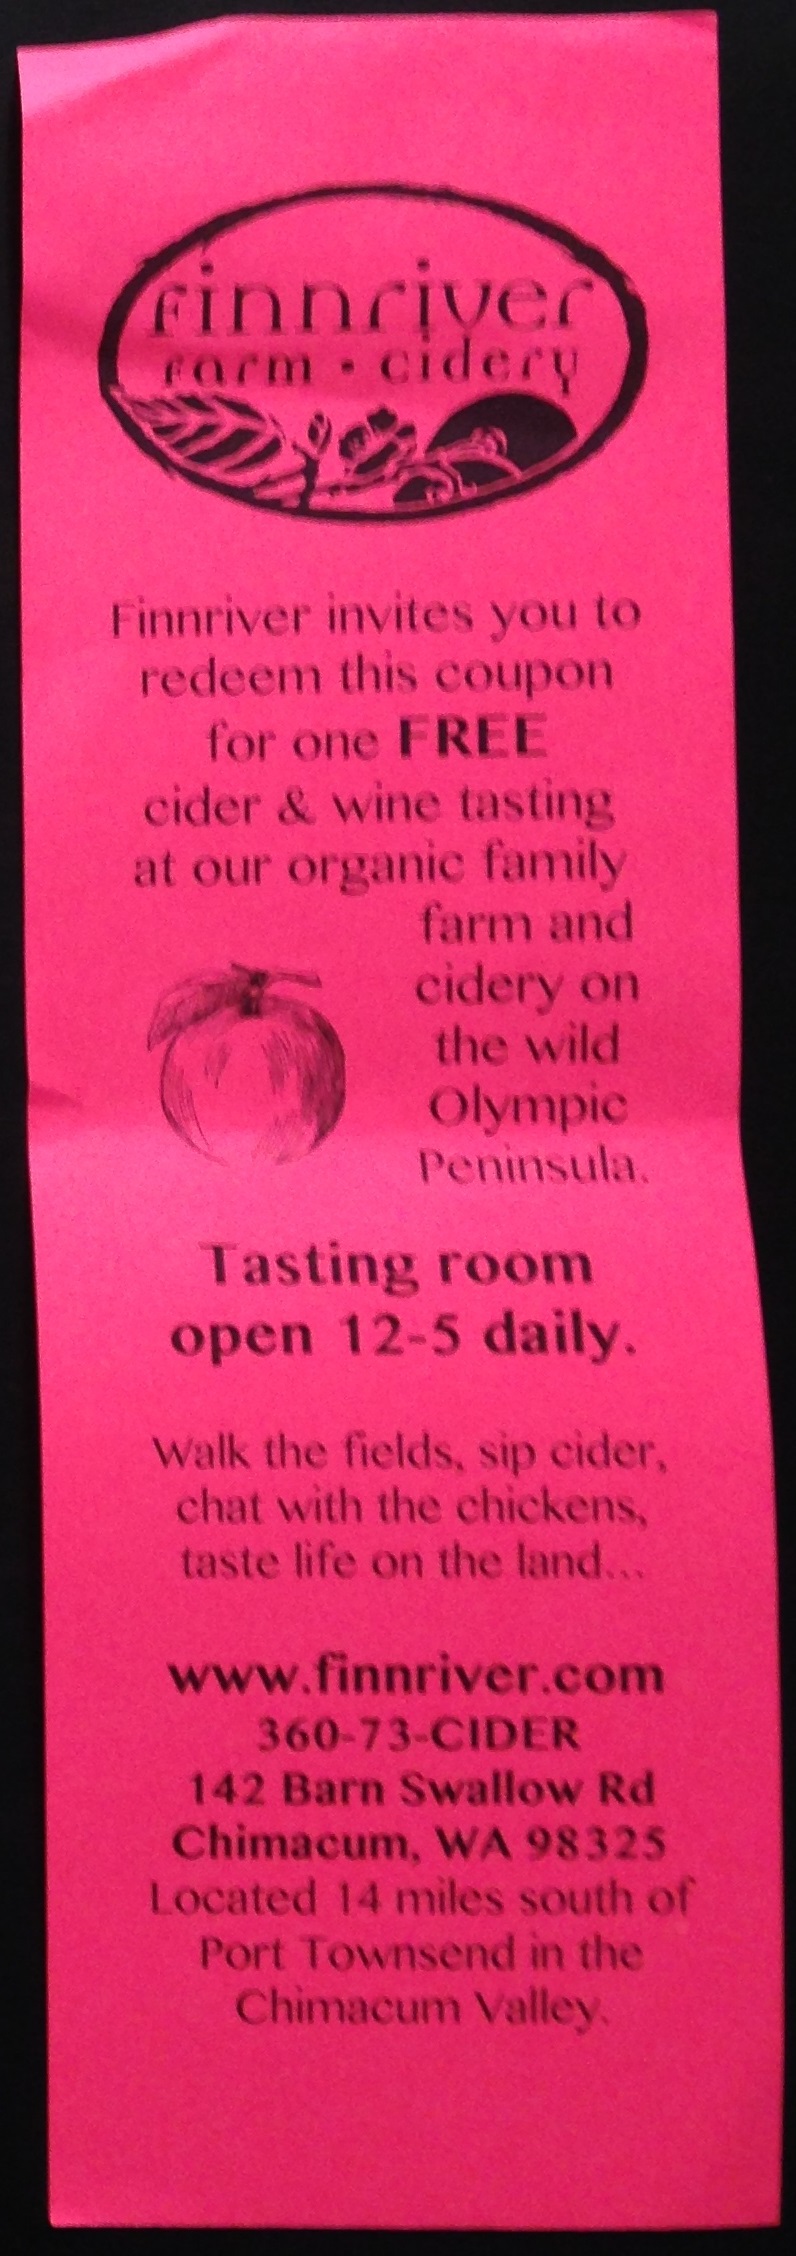 finnriver
farm • cidery
Finnriver invites you to
redeem this coupon
for one FREE
cider & wine tasting
at our organic family
farm and
cidery on
the wild
Olympic
Peninsula.
Tasting room
open 12-5 daily.
Walk the fields, sip cider,
chat with the chickens,
taste life on the land...
www.finnriver.com
360-73-CIDER
142 Barn Swallow Rd
Chimacum, WA 98325
Located 14 miles south of
Port Townsend in the
Chimacum Valley.